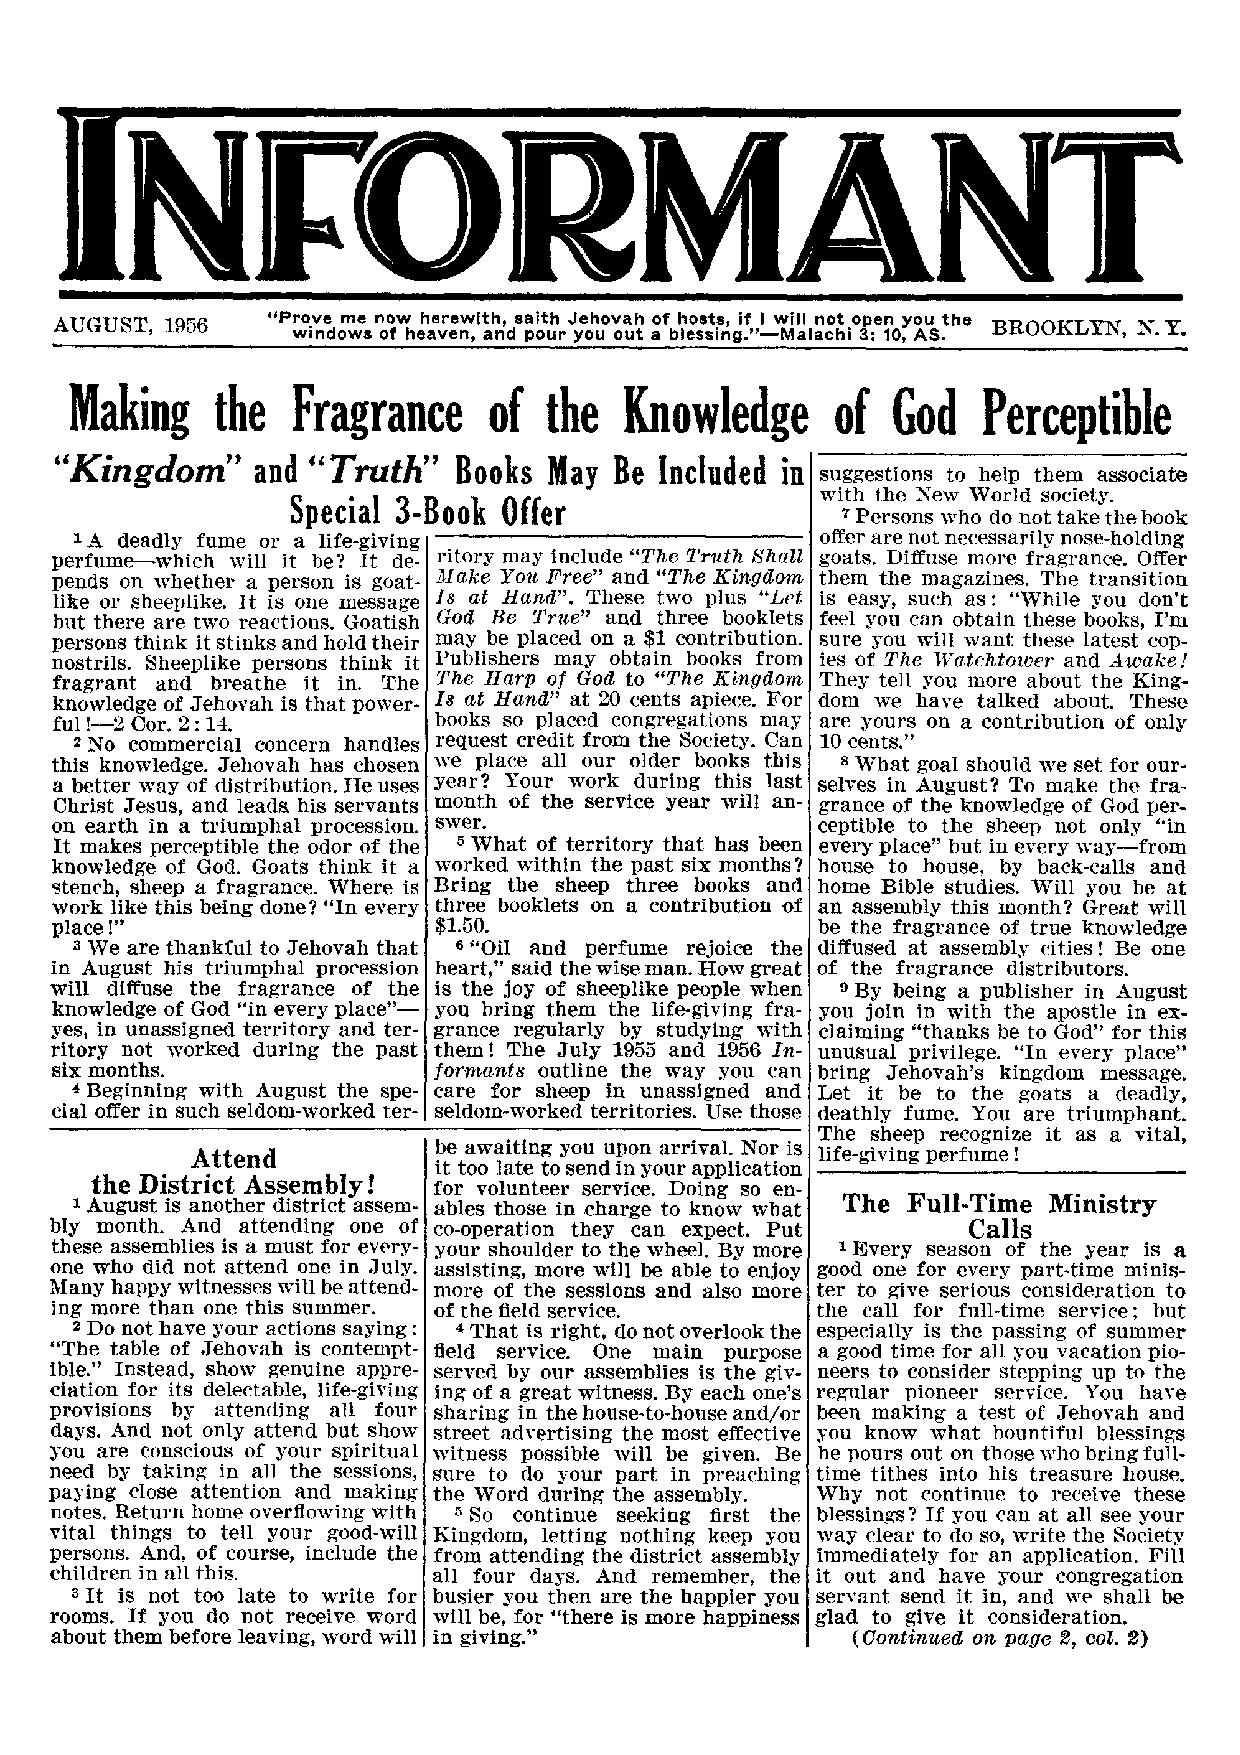 INFORMANT
AUGUST, 1956
"Prove me now herewith, saith Jehovah of hosts, if I will not open you the
windows of heaven, and pour you out a blessing."—Malachi 3: 10, AS.
BROOKLYN, N. Y.
Making the Fragrance of the Knowledge of God Perceptible
"Kingdom" and "Truth" Books May Be Included in
Special 3-Book Offer
1 A deadly fume or a life-giving
perfume—which will it be? It de-
pends on whether a person is goat-
like or sheeplike. It is one message
but there are two reactions. Goatish
persons think it stinks and hold their
nostrils. Sheeplike persons think it
fragrant and breathe it in. The
knowledge of Jehovah is that power-
ful!—2 Cor. 2: 14.
2 No commercial concern handles
this knowledge. Jehovah has chosen
a better way of distribution. He uses
Christ Jesus, and leads his servants
on earth in a triumphal procession.
It makes perceptible the odor of the
knowledge of God. Goats think it a
stench, sheep a fragrance. Where is
work like this being done? "In every
place!"
3 We are thankful to Jehovah that
in August his triumphal procession
will diffuse the fragrance of the
knowledge of God "in every place"—
yes, in unassigned territory and ter-
ritory not worked during the past
six months.
4 Beginning with August the spe-
cial offer in such seldom-worked ter-
ritory may include "The Truth Shall
Make You Free" and "The Kingdom
Is at Hand". These two plus "Let
God Be True" and three booklets
may be placed on a $1 contribution.
Publishers may obtain books from
The Harp of God to "The Kingdom
Is at Hand" at 20 cents apiece. For
books so placed congregations may
request credit from the Society. Can
we place all our older books this
year? Your work during this last
month of the service year will an-
swer.
5 What of territory that has been
worked within the past six months?
Bring the sheep three books and
three booklets on a contribution of
$1.50.
6 "Oil and perfume rejoice the
heart," said the wise man. How great
is the joy of sheeplike people when
you bring them the life-giving fra-
grance regularly by studying with
them! The July 1955 and 1956 In-
formants outline the way you can
care for sheep in unassigned and
seldom-worked territories. Use those
suggestions to help them associate
with the New World society.
7 Persons who do not take the book
offer are not necessarily nose-holding
goats. Diffuse more fragrance. Offer
them the magazines. The transition
is easy, such as: "While you don't
feel you can obtain these books, I'm
sure you will want these latest cop-
ies of The Watchtower and Awake!
They tell you more about the King-
dom we have talked about. These
are yours on a contribution of only
10 cents."
8 What goal should we set for our-
selves in August? To make the fra-
grance of the knowledge of God per-
ceptible to the sheep not only "in
every place" but in every way—from
house to house, by back-calls and
home Bible studies. Will you be at
an assembly this month? Great will
be the fragrance of true knowledge
diffused at assembly cities! Be one
of the fragrance distributors.
9 By being a publisher in August
you join in with the apostle in ex-
claiming "thanks be to God" for this
unusual privilege. "In every place"
bring Jehovah's kingdom message.
Let it be to the goats a deadly,
deathly fume. You are triumphant.
The sheep recognize it as a vital,
life-giving perfume!
Attend
the District Assembly!
1 August is another district assem-
bly month. And attending one of
these assemblies is a must for every-
one who did not attend one in July.
Many happy witnesses will be attend-
ing more than one this summer.
2 Do not have your actions saying:
"The table of Jehovah is contempt-
ible." Instead, show genuine appre-
ciation for its delectable, life-giving
provisions by attending all four
days. And not only attend but show
you are conscious of your spiritual
need by taking in all the sessions,
paying close attention and making
notes. Return home overflowing with
vital things to tell your good-will
persons. And, of course, include the
children in all this.
3 It is not too late to write for
rooms. If you do not receive word
about them before leaving, word will
be awaiting you upon arrival. Nor is
it too late to send in your application
for volunteer service. Doing so en-
ables those in charge to know what
co-operation they can expect. Put
your shoulder to the wheel. By more
assisting, more will be able to enjoy
more of the sessions and also more
of the field service.
4 That is right, do not overlook the
field service. One main purpose
served by our assemblies is the giv-
ing of a great witness. By each one's
sharing in the house-to-house and/or
street advertising the most effective
witness possible will be given. Be
sure to do your part in preaching
the Word during the assembly.
5 So continue seeking first the
Kingdom, letting nothing keep you
from attending the district assembly
all four days. And remember, the
busier you then are the happier you
will be, for "there is more happiness
in giving."
The Full-Time Ministry
Calls
1 Every season of the year is a
good one for every part-time minis-
ter to give serious consideration to
the call for full-time service; but
especially is the passing of summer
a good time for all you vacation pio-
neers to consider stepping up to the
regular pioneer service. You have
been making a test of Jehovah and
you know what bountiful blessings
he pours out on those who bring full-
time tithes into his treasure house.
Why not continue to receive these
blessings? If you can at all see your
way clear to do so, write the Society
immediately for an application. Fill
it out and have your congregation
servant send it in, and we shall be
glad to give it consideration.
(Continued on page 2, col. 2)